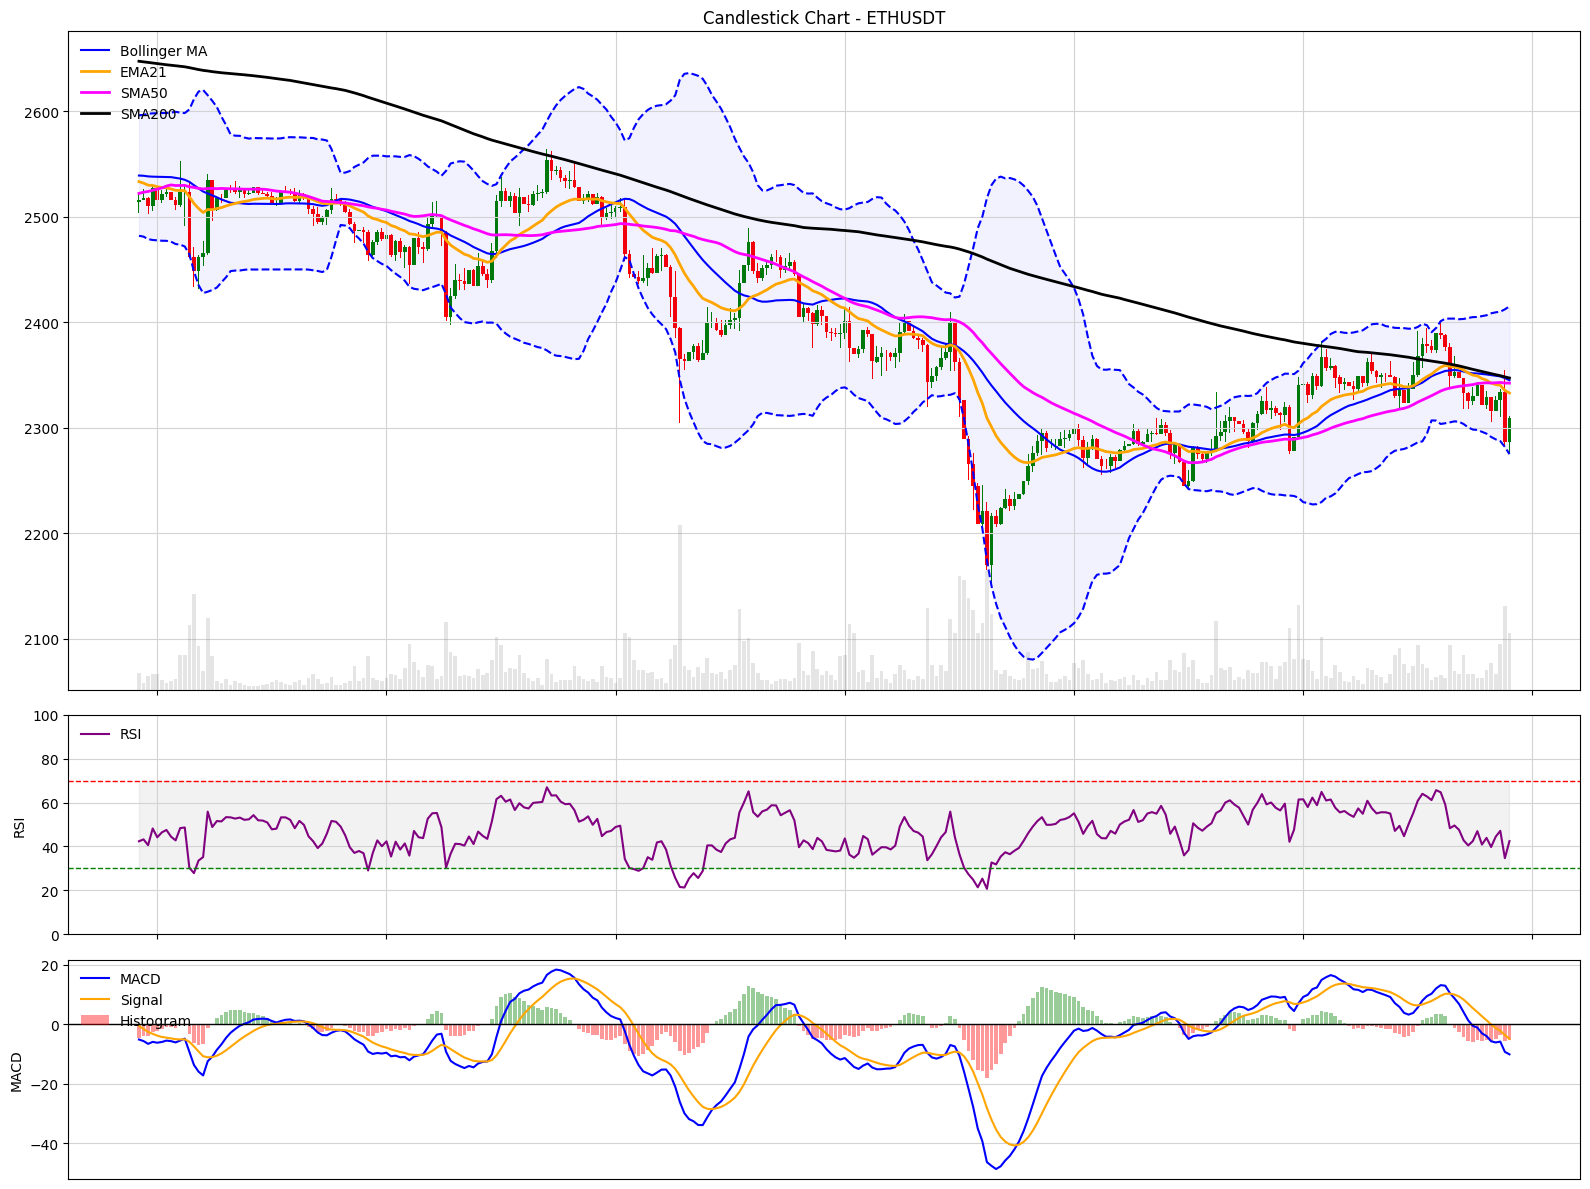 Candlestick Chart - ETHUSDT
Bollinger MA
EMA21
SMA50
SMA200
2600
2500
2400
2300
2200
2100
RSI
100
80
60
40
20
0
RSI
MACD
Signal
Histogram
20
0
−20
−40
MACD